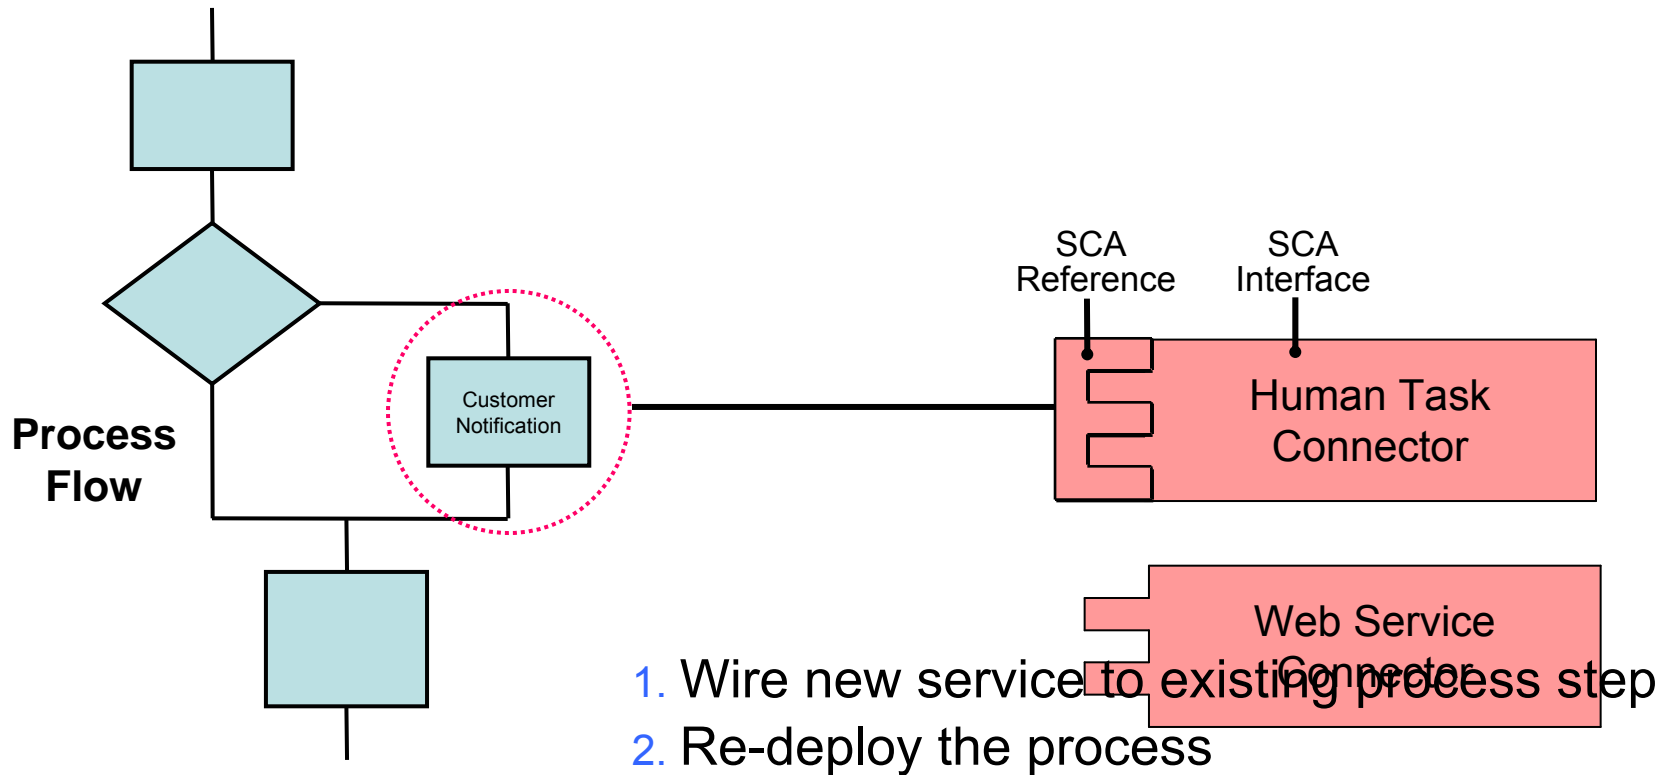 SCA
Reference
SCA
Interface
Customer
Notification
Human Task
Connector
Process
Flow
Web Service
Connector
1. Wire new service to existing process step
2. Re-deploy the process